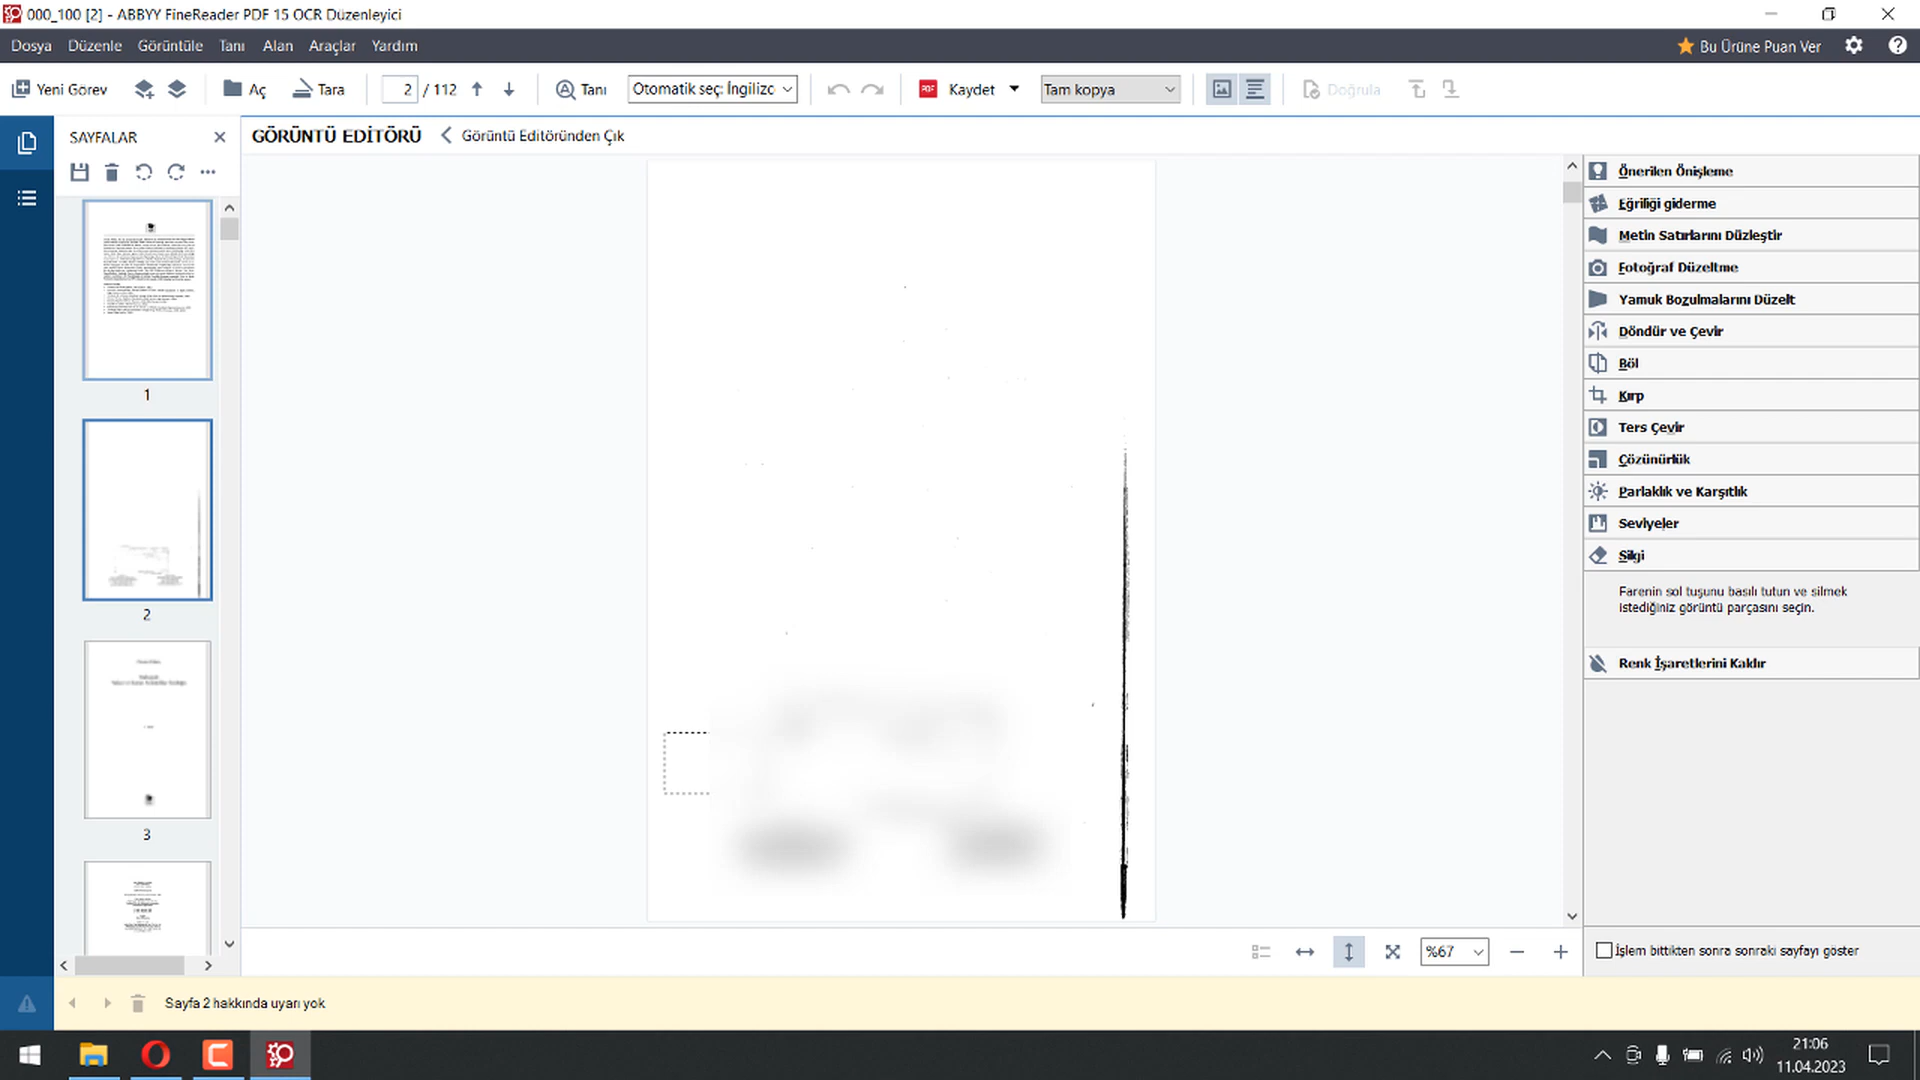 000_100 [2] - ABBYY FineReader PDF 15 OCR Düzenleyici
Dosya Düzenle Görüntüle Tanı Alan Araçlar Yardım
Bu Ürüne Puan Ver
Yeni Görev
Aç
Tara
2 / 112
Tanı
Otomatik seç: İngilizc
PDF
Kaydet
Tam kopya
Doğrula
SAYFALAR
GÖRÜNTÜ EDİTÖRÜ
Görüntü Editöründen Çık
1
2
3
Önerilen Önişleme
Eğriliği giderme
Metin Satırlarını Düzleştir
Fotoğraf Düzeltme
Yamuk Bozulmalarını Düzelt
Döndür ve Çevir
Böl
Kırp
Ters Çevir
Çözünürlük
Parlaklık ve Karşıtlık
Seviyeler
Silgi
Farenin sol tuşunu basılı tutun ve silmek
istediğiniz görüntü parçasını seçin.
Renk İşaretlerini Kaldır
%67
İşlem bittikten sonra sonraki sayfayı göster
Sayfa 2 hakkında uyarı yok
21:06
11.04.2023